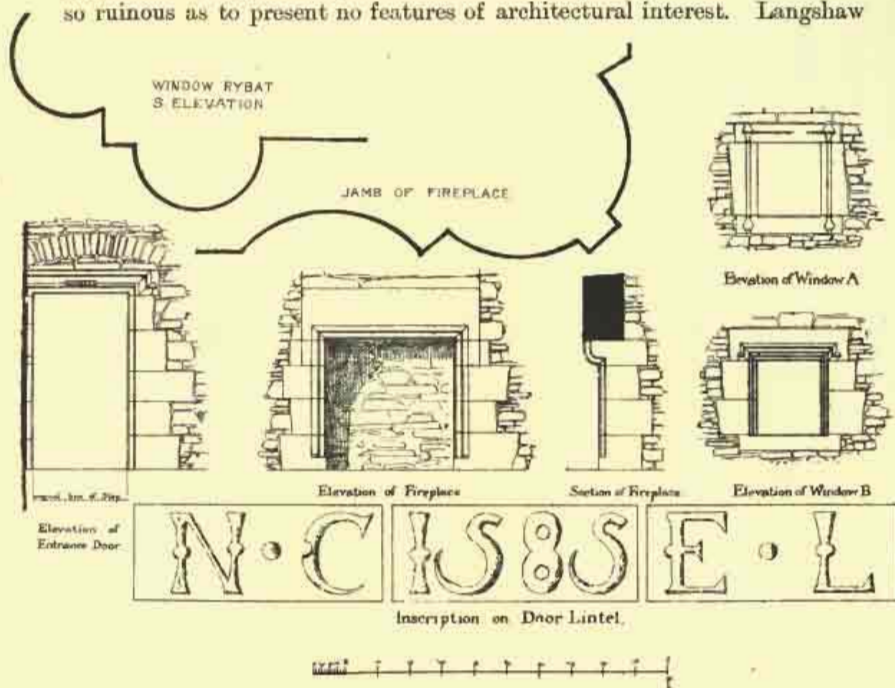 so ruinous as to present no features of architectural interest. Langshaw
WINDOW RYBAT
S. ELEVATION
JAMB OF FIREPLACE
Elevation of Window A
Elevation of Fireplace
Section of Fireplace
Elevation of Window B
Elevation of
Entrance Door
N · C 1585 E · L
Inscription on Door Lintel.